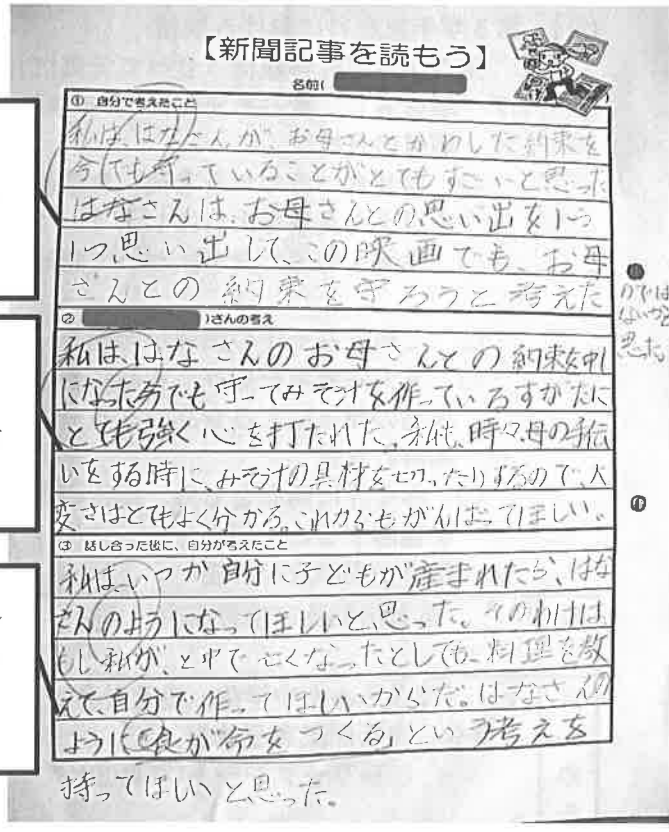 【新聞記事を読もう】
名前(
① 自分で考えたこと
私は、はなさんが、お母さんとかわした約束を
今でも守っていることがとてもすごいと思った
はなさんは、お母さんとの思い出を1つ
1つ思い出して、この映画でも、お母
さんとの約束を守ろうと考えた
のでは
ないかと
思った。
② )さんの考え
私は、はなさんのお母さんとの約束を中1
になった今でも守ってみそ汁を作っているすがたに
とても強く心を打たれた。私も、時々、母の手伝
いをする時に、みそ汁の具材を切ったりするので、大
変さはとてもよく分かる。これからもがんばってほしい。
③ 話し合った後に、自分が考えたこと
私は、いつか自分に子どもが産まれたら、はな
さんのようになってほしいと、思った。そのわけは
もし私が、と中で亡くなったとしても、料理を教
えて、自分で作ってほしいからだ。はなさんの
ように「食が命をつくる」という考えを
持ってほしいと、思った。